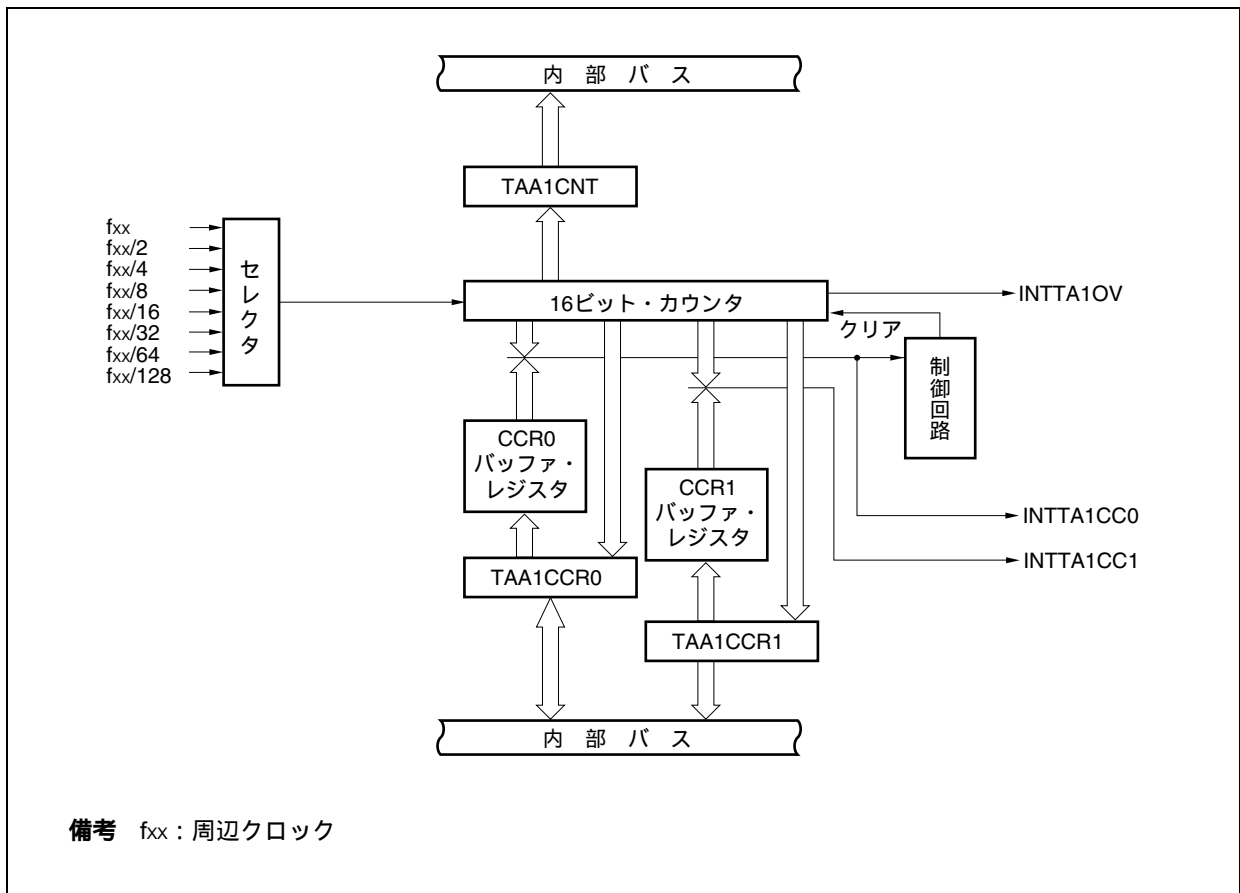 内 部 バ ス
TAA1CNT
fxx
fxx/2
fxx/4
fxx/8
fxx/16
fxx/32
fxx/64
fxx/128
セレクタ
16ビット・カウンタ
INTTA1OV
クリア
制御回路
CCR0
バッファ・
レジスタ
CCR1
バッファ・
レジスタ
INTTA1CC0
INTTA1CC1
TAA1CCR0
TAA1CCR1
内 部 バ ス
備考 fxx：周辺クロック